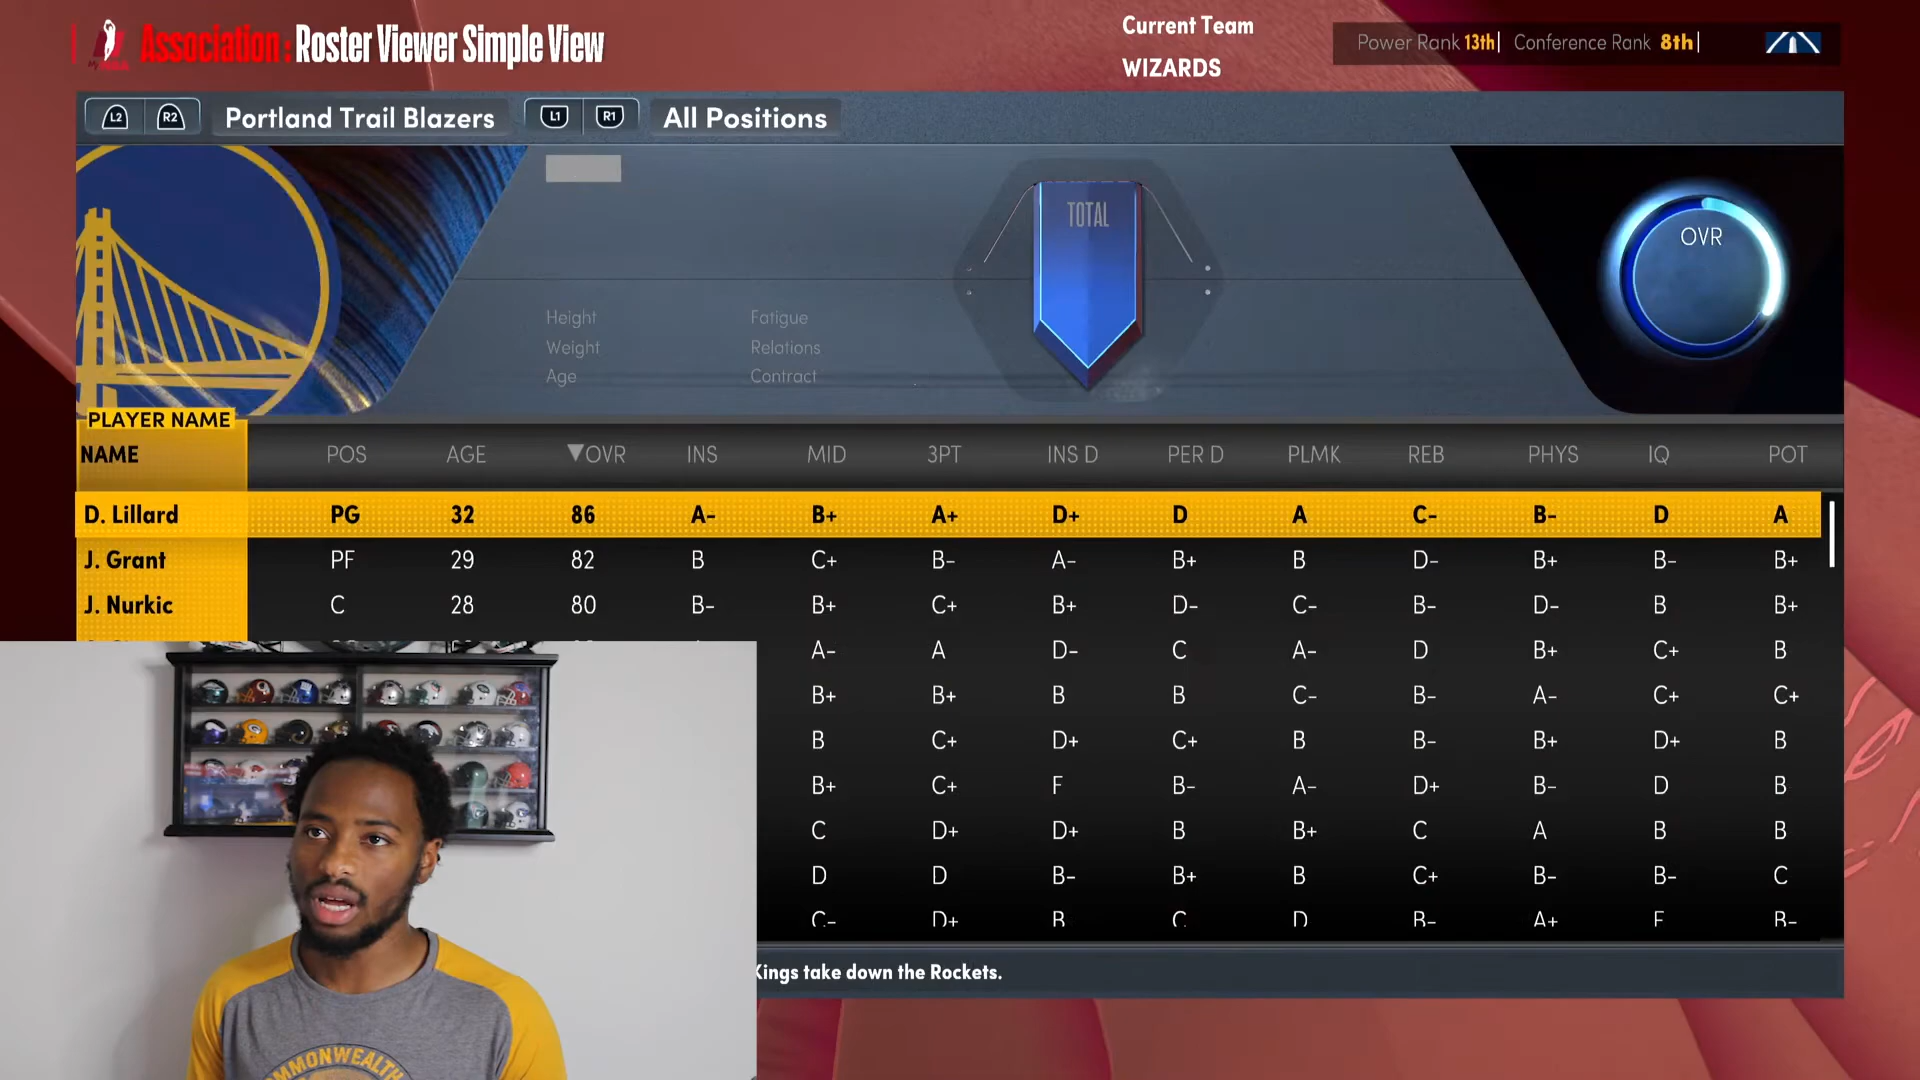 Association: Roster Viewer Simple View
Current Team
WIZARDS
Power Rank 13th| Conference Rank 8th|
L2 R2 Portland Trail Blazers L1 R1 All Positions
TOTAL
OVR
Height Fatigue
Weight Relations
Age Contract
PLAYER NAME
NAME POS AGE ▼OVR INS MID 3PT INS D PER D PLMK REB PHYS IQ POT
D. Lillard PG 32 86 A- B+ A+ D+ D A C- B- D A
J. Grant PF 29 82 B C+ B- A- B+ B D- B+ B- B+
J. Nurkic C 28 80 B- B+ C+ B+ D- C- B- D- B B+
A- A D- C A- D B+ C+ B
B+ B+ B B C- B- A- C+ C+
B C+ D+ C+ B B- B+ D+ B
B+ C+ F B- A- D+ B- D B
C D+ D+ B B+ C A B B
D D B- B+ B C+ B- B- C
C- D+ B C D B- A+ F B-
Kings take down the Rockets.
OMMONWEALTH